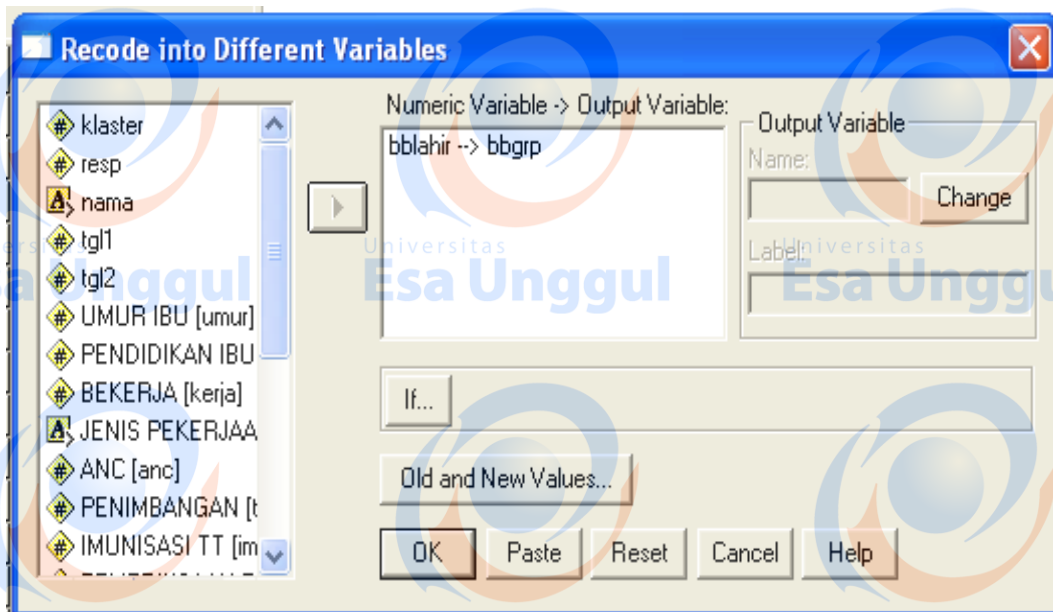 Recode into Different Variables
klaster
resp
nama
tgl1
tgl2
UMUR IBU [umur]
PENDIDIKAN IBU
BEKERJA [kerja]
JENIS PEKERJAA
ANC [anc]
PENIMBANGAN [t
IMUNISASI TT [im
Numeric Variable -> Output Variable:
bblahir --> bbgrp
Output Variable
Name:
Change
Label:
If...
Old and New Values...
OK
Paste
Reset
Cancel
Help
Universitas
Esa Unggul
Universitas
Esa Unggu
ers
a Unggul